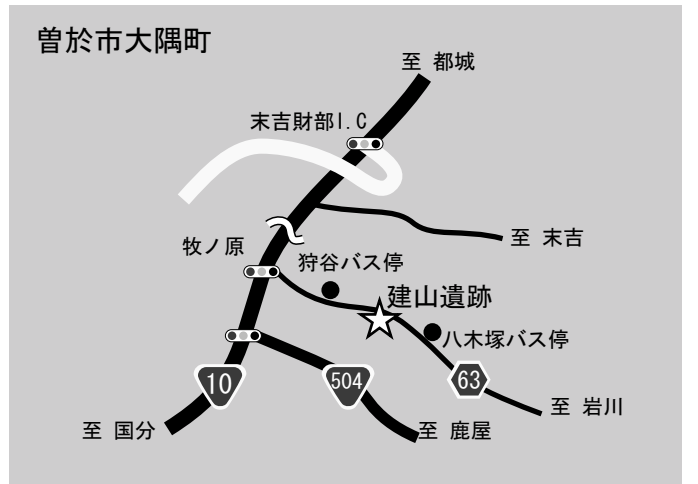 曽於市大隅町
至 都城
末吉財部I.C
至 末吉
牧ノ原
狩谷バス停
建山遺跡
八木塚バス停
10
504
63
至 岩川
至 国分
至 鹿屋